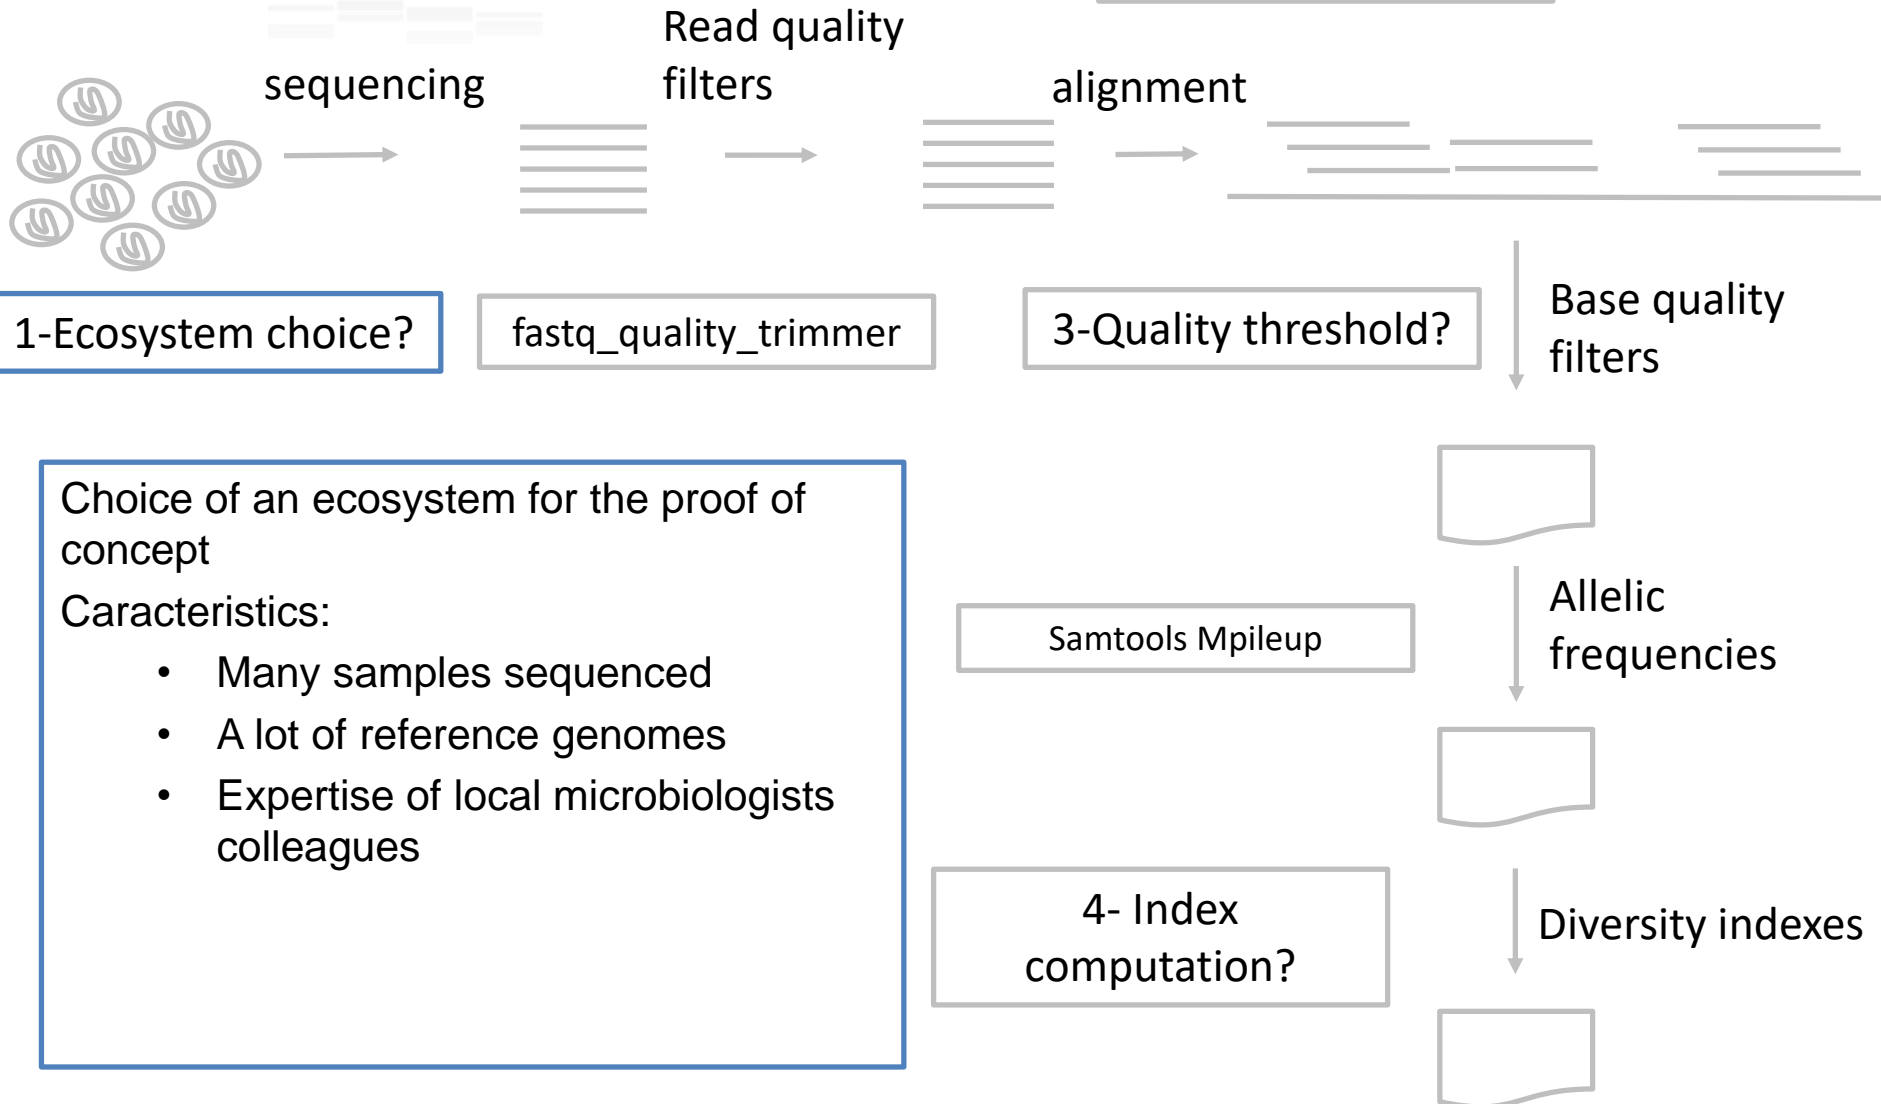 Read quality
filters
sequencing
alignment
1-Ecosystem choice?
fastq_quality_trimmer
3-Quality threshold?
Base quality
filters
Choice of an ecosystem for the proof of
concept
Caracteristics:
• Many samples sequenced
• A lot of reference genomes
• Expertise of local microbiologists
colleagues
Samtools Mpileup
Allelic
frequencies
4- Index
computation?
Diversity indexes